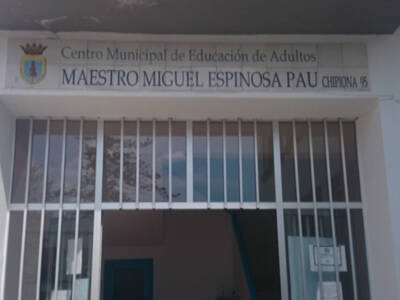 Centro Municipal de Educación de Adultos
MAESTRO MIGUEL ESPINOSA PAU CHIPIONA 95